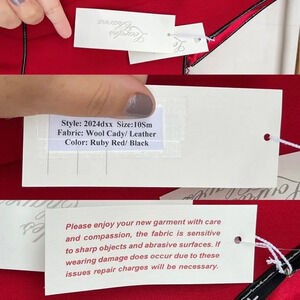 Style: 2024dxx Size:10Sm
Fabric: Wool Cady/ Leather
Color: Ruby Red/ Black
Please enjoy your new garment with care
and compassion, the fabric is sensitive
to sharp objects and abrasive surfaces. If
wearing damage does occur due to these
issues repair charges will be necessary.